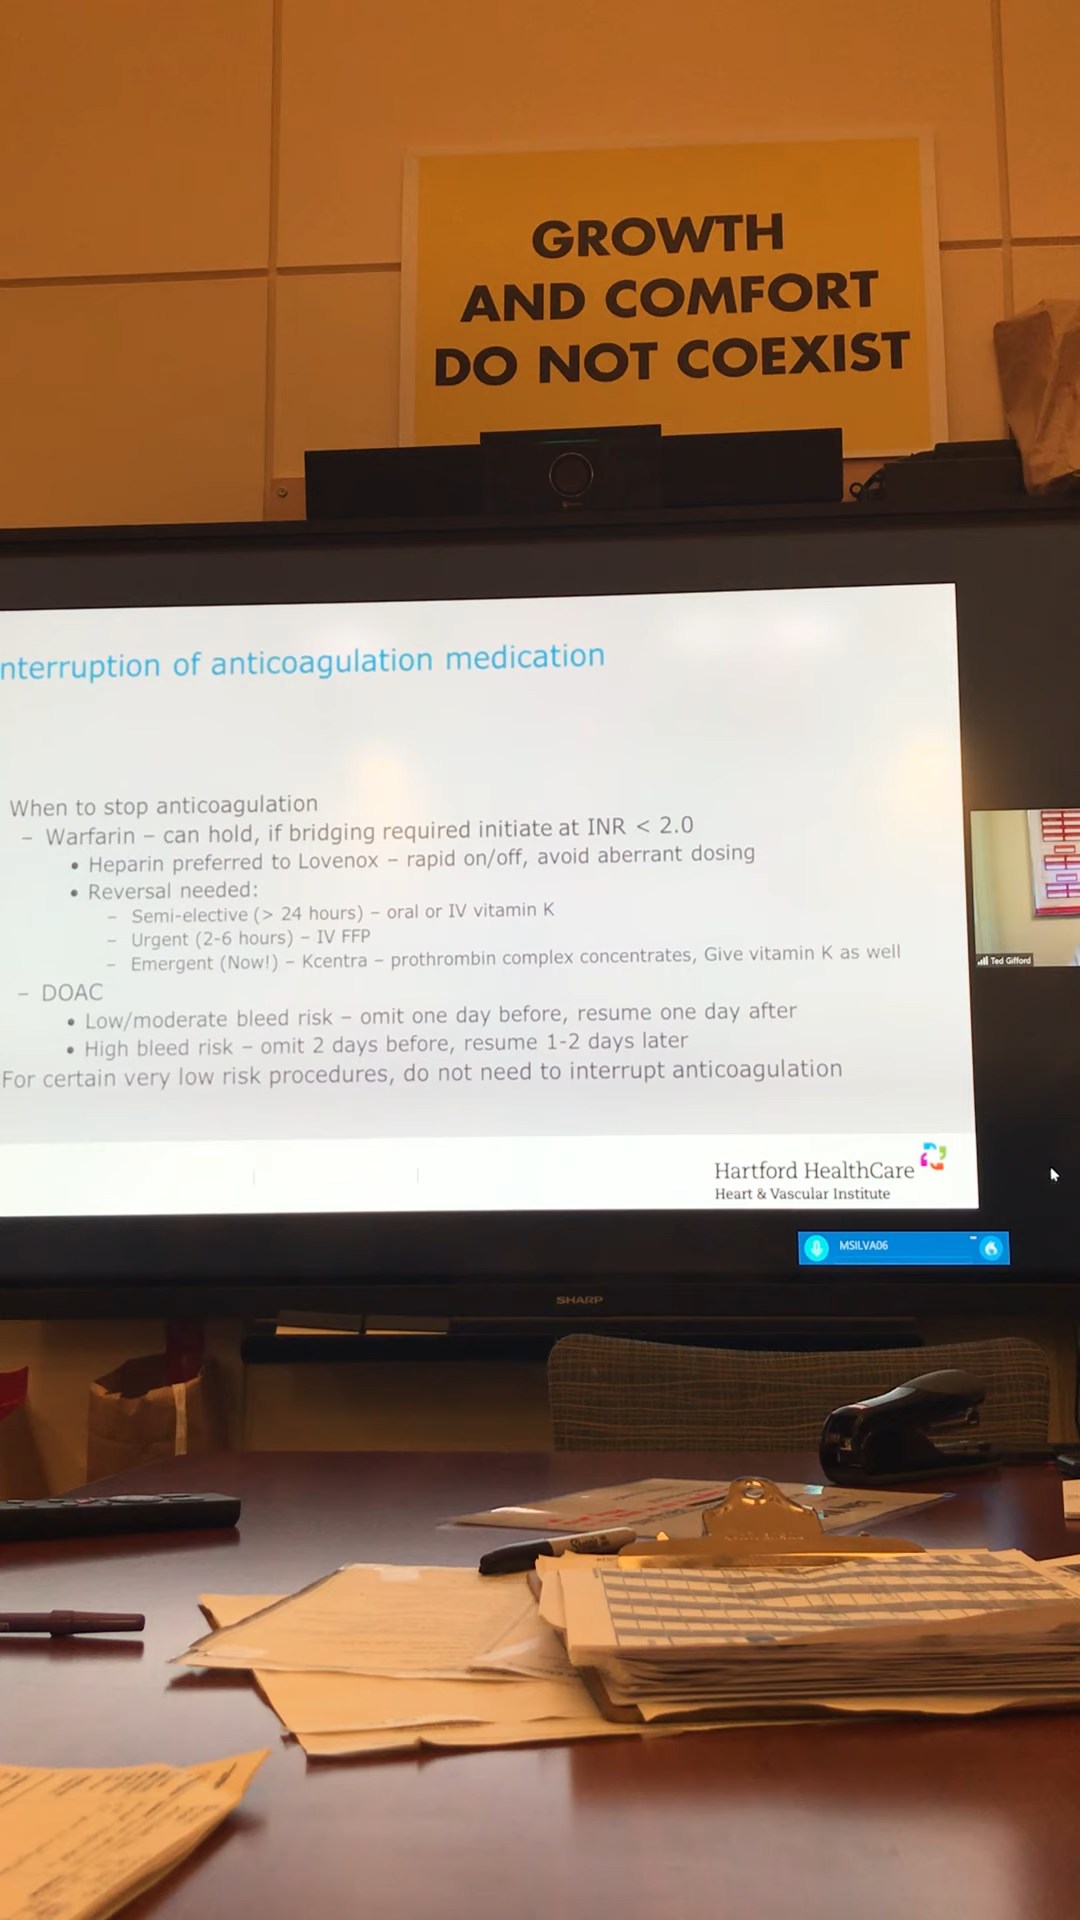 GROWTH
AND COMFORT
DO NOT COEXIST
nterruption of anticoagulation medication
When to stop anticoagulation
– Warfarin – can hold, if bridging required initiate at INR < 2.0
• Heparin preferred to Lovenox – rapid on/off, avoid aberrant dosing
• Reversal needed:
– Semi-elective (> 24 hours) – oral or IV vitamin K
– Urgent (2-6 hours) – IV FFP
– Emergent (Now!) – Kcentra – prothrombin complex concentrates, Give vitamin K as well
– DOAC
• Low/moderate bleed risk – omit one day before, resume one day after
• High bleed risk – omit 2 days before, resume 1-2 days later
For certain very low risk procedures, do not need to interrupt anticoagulation
Hartford HealthCare
Heart & Vascular Institute
Ted Gifford
MSILVA06
SHARP